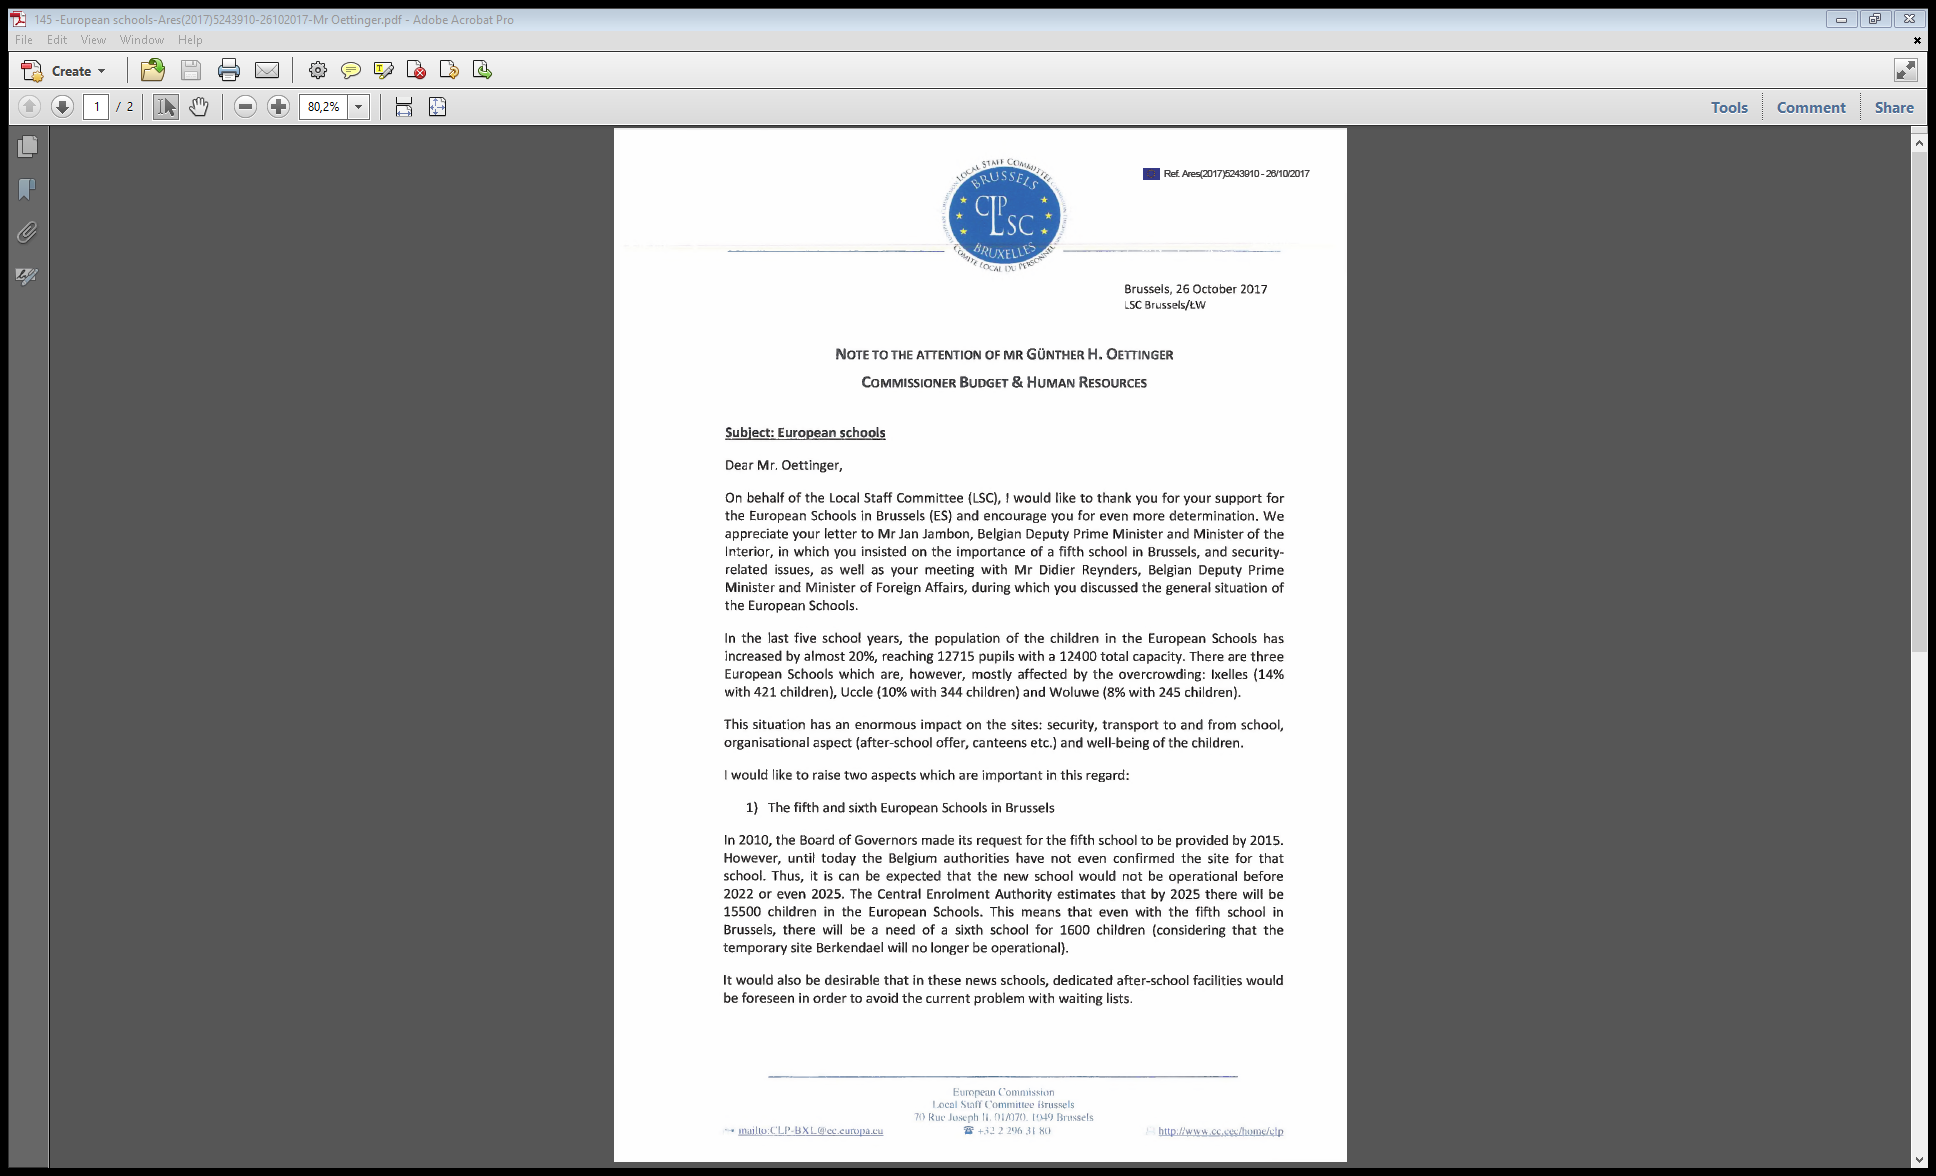 145 -European schools-Ares(2017)5243910-26102017-Mr Oettinger.pdf - Adobe Acrobat Pro
File Edit View Window Help
Create
1 / 2
80,2%
Tools Comment Share
LOCAL STAFF COMMITTEE
BRUSSELS
CLP
LSC
BRUXELLES
COMITE LOCAL DU PERSONNEL
Ref. Ares(2017)5243910 - 26/10/2017
Brussels, 26 October 2017
LSC Brussels/ŁW
NOTE TO THE ATTENTION OF MR GÜNTHER H. OETTINGER
COMMISSIONER BUDGET & HUMAN RESOURCES
Subject: European schools
Dear Mr. Oettinger,
On behalf of the Local Staff Committee (LSC), I would like to thank you for your support for
the European Schools in Brussels (ES) and encourage you for even more determination. We
appreciate your letter to Mr Jan Jambon, Belgian Deputy Prime Minister and Minister of the
Interior, in which you insisted on the importance of a fifth school in Brussels, and security-
related issues, as well as your meeting with Mr Didier Reynders, Belgian Deputy Prime
Minister and Minister of Foreign Affairs, during which you discussed the general situation of
the European Schools.
In the last five school years, the population of the children in the European Schools has
increased by almost 20%, reaching 12715 pupils with a 12400 total capacity. There are three
European Schools which are, however, mostly affected by the overcrowding: Ixelles (14%
with 421 children), Uccle (10% with 344 children) and Woluwe (8% with 245 children).
This situation has an enormous impact on the sites: security, transport to and from school,
organisational aspect (after-school offer, canteens etc.) and well-being of the children.
I would like to raise two aspects which are important in this regard:
1) The fifth and sixth European Schools in Brussels
In 2010, the Board of Governors made its request for the fifth school to be provided by 2015.
However, until today the Belgium authorities have not even confirmed the site for that
school. Thus, it is can be expected that the new school would not be operational before
2022 or even 2025. The Central Enrolment Authority estimates that by 2025 there will be
15500 children in the European Schools. This means that even with the fifth school in
Brussels, there will be a need of a sixth school for 1600 children (considering that the
temporary site Berkendael will no longer be operational).
It would also be desirable that in these news schools, dedicated after-school facilities would
be foreseen in order to avoid the current problem with waiting lists.
European Commission
Local Staff Committee Brussels
70 Rue Joseph II, 01/070, 1049 Brussels
mailto:CLP-BXL@ec.europa.eu ☎ +32 2 296 31 80 http://www.cc.cec/home/clp